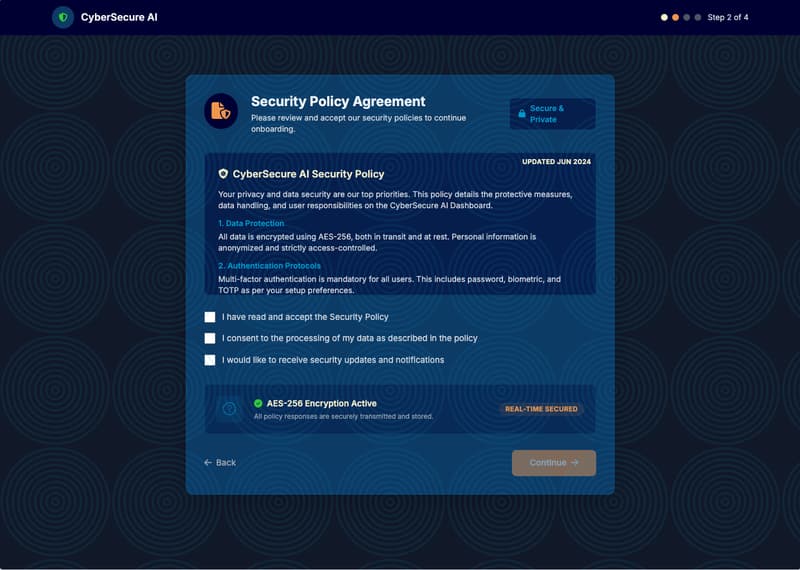 CyberSecure AI
Step 2 of 4
Security Policy Agreement
Please review and accept our security policies to continue
onboarding.
Secure &
Private
UPDATED JUN 2024
CyberSecure AI Security Policy
Your privacy and data security are our top priorities. This policy details the protective measures,
data handling, and user responsibilities on the CyberSecure AI Dashboard.
1. Data Protection
All data is encrypted using AES-256, both in transit and at rest. Personal information is
anonymized and strictly access-controlled.
2. Authentication Protocols
Multi-factor authentication is mandatory for all users. This includes password, biometric, and
TOTP as per your setup preferences.
I have read and accept the Security Policy
I consent to the processing of my data as described in the policy
I would like to receive security updates and notifications
AES-256 Encryption Active
All policy responses are securely transmitted and stored.
REAL-TIME SECURED
← Back
Continue →